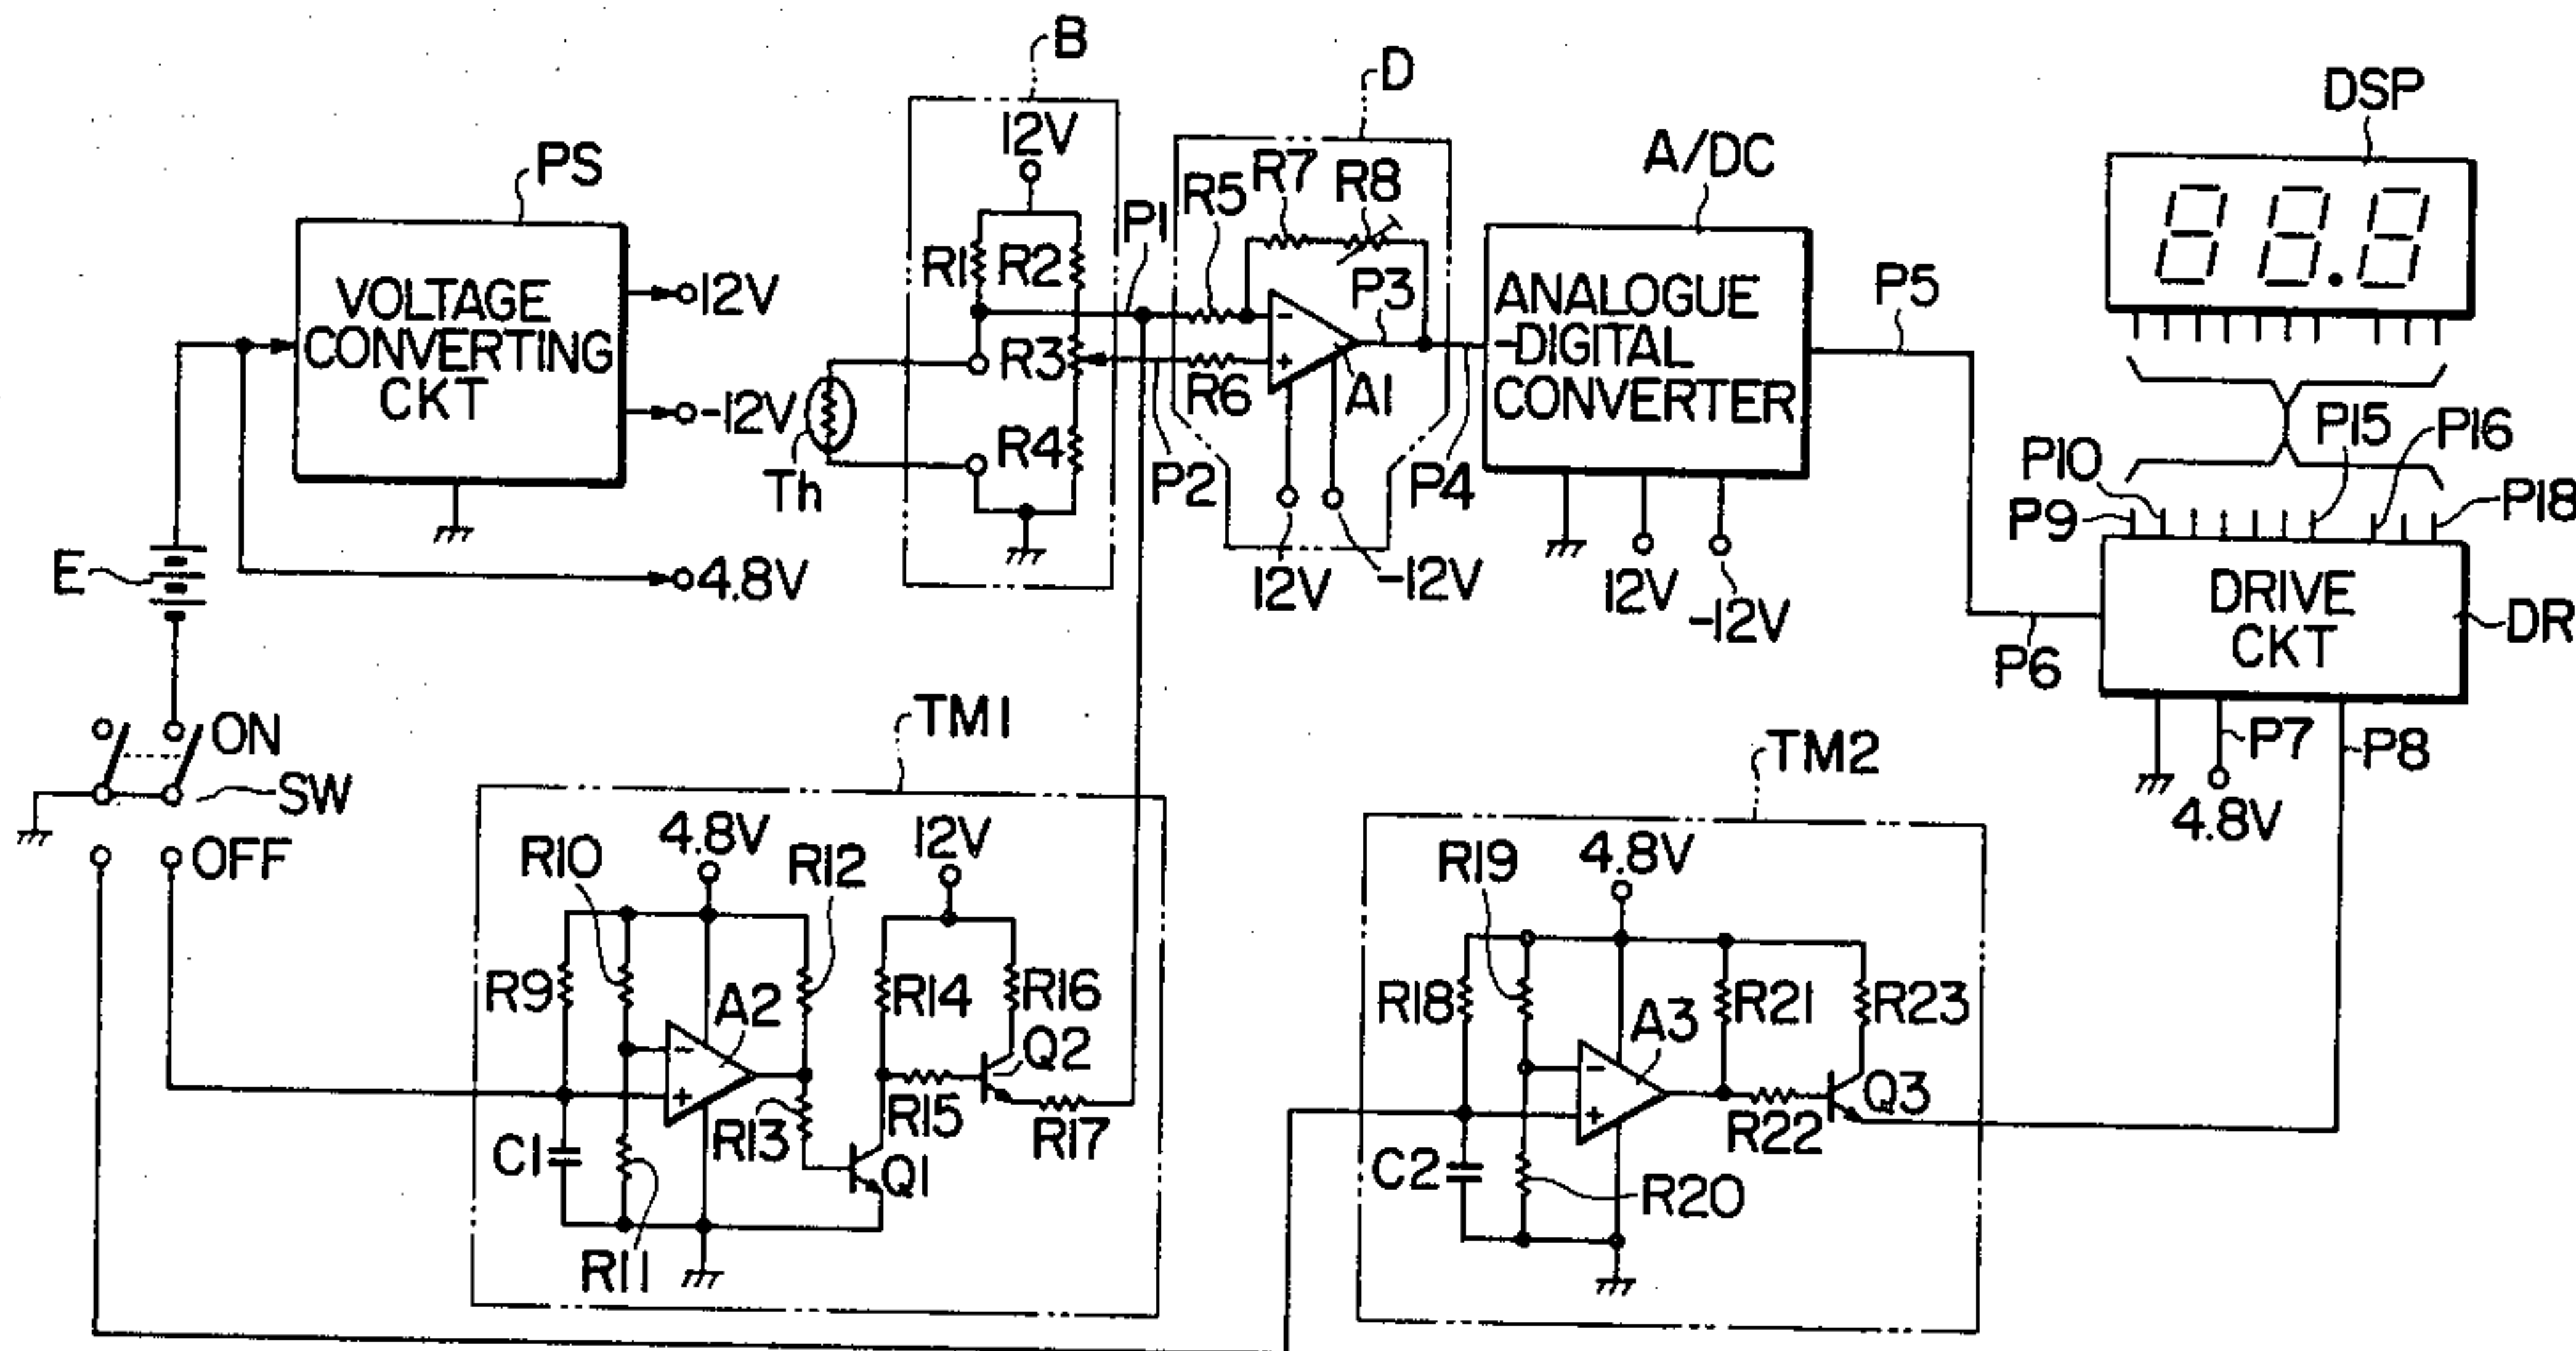 B
D
DSP
PS
12V
A/DC
R7
R8
R5
P1
R1
R2
VOLTAGE
CONVERTING
CKT
12V
-12V
P3
ANALOGUE
-DIGITAL
CONVERTER
P5
88.8
R3
R6
A1
Th
R4
P2
P4
P10
P15
P16
P9
P18
E
4.8V
12V
-12V
12V
-12V
DRIVE
CKT
DR
P6
ON
SW
OFF
TM1
TM2
P7
P8
4.8V
R10
4.8V
R12
12V
R19
4.8V
R9
A2
R14
R16
Q2
R18
A3
R21
R23
C1
R13
R15
R17
Q1
R11
C2
R22
Q3
R20